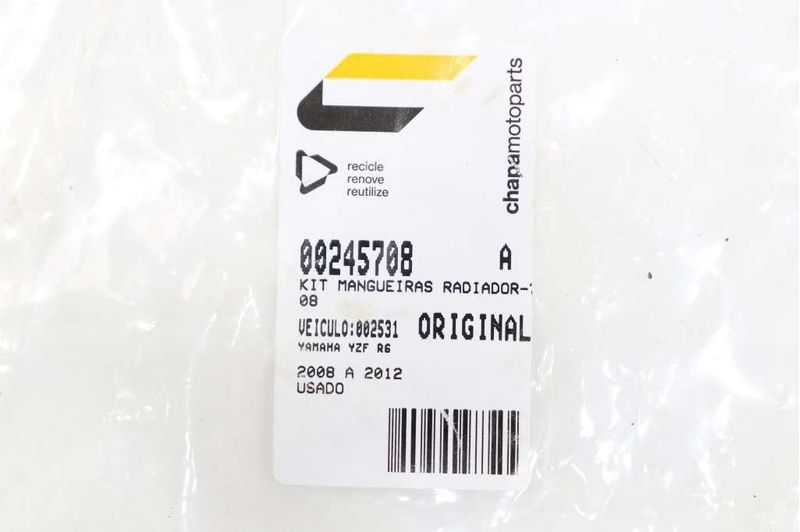 chapamotoparts
recicle
renove
reutilize
00245708 A
KIT MANGUEIRAS RADIADOR-
08
VEICULO:002531 ORIGINAL
YAMAHA YZF R6
2008 A 2012
USADO